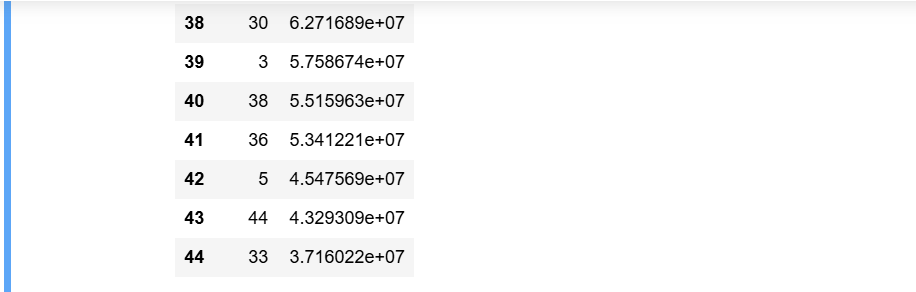 38 30 6.271689e+07
39 3 5.758674e+07
40 38 5.515963e+07
41 36 5.341221e+07
42 5 4.547569e+07
43 44 4.329309e+07
44 33 3.716022e+07